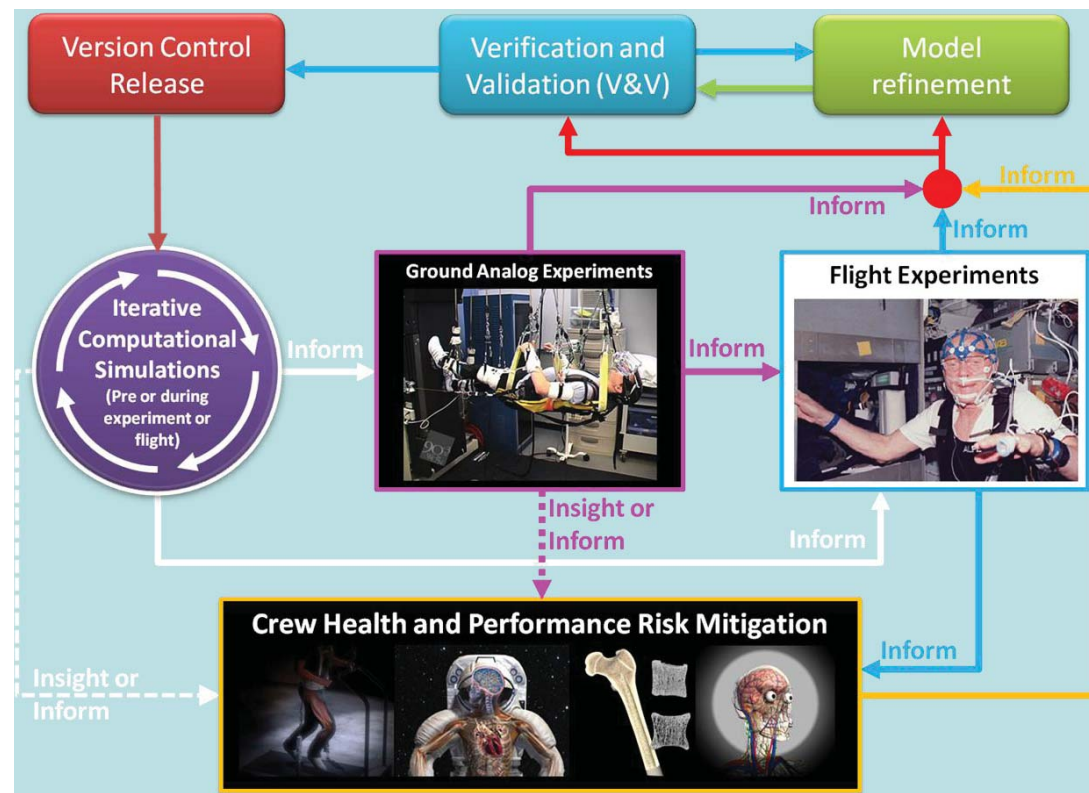 Version Control
Release
Verification and
Validation (V&V)
Model
refinement
Inform
Inform
Inform
Ground Analog Experiments
Flight Experiments
Iterative
Computational
Simulations
(Pre or during
experiment or
flight)
Inform
Inform
Insight or
Inform
Inform
Crew Health and Performance Risk Mitigation
Inform
Insight or
Inform